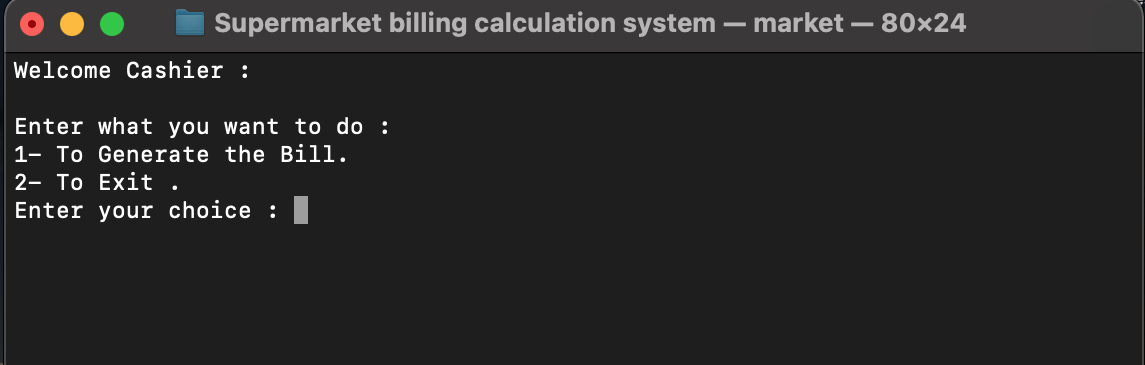 Supermarket billing calculation system — market — 80×24
Welcome Cashier :
Enter what you want to do :
1- To Generate the Bill.
2- To Exit .
Enter your choice :